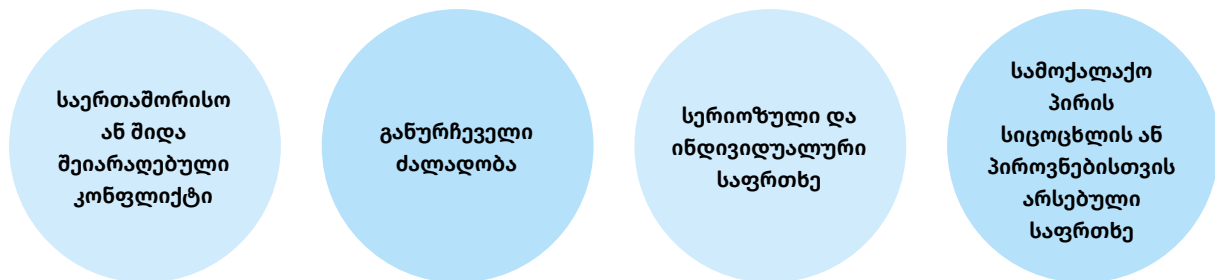 საერთაშორისო
ან შიდა
შეიარაღებული
კონფლიქტი
განურჩეველი
ძალადობა
სერიოზული და
ინდივიდუალური
საფრთხე
სამოქალაქო
პირის
სიცოცხლის ან
პიროვნებისთვის
არსებული
საფრთხე